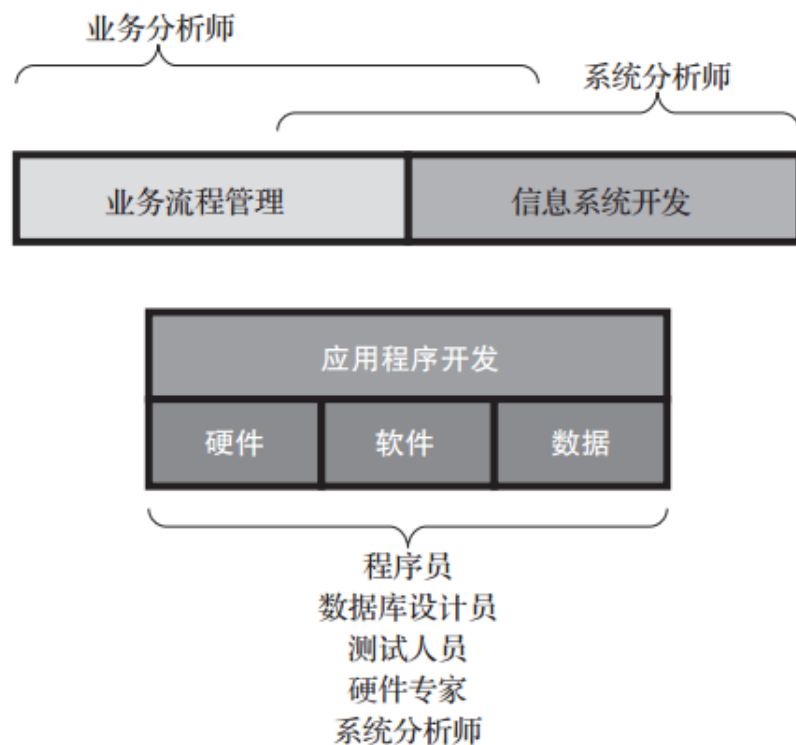 业务分析师
系统分析师
业务流程管理
信息系统开发
应用程序开发
硬件
软件
数据
程序员
数据库设计员
测试人员
硬件专家
系统分析师